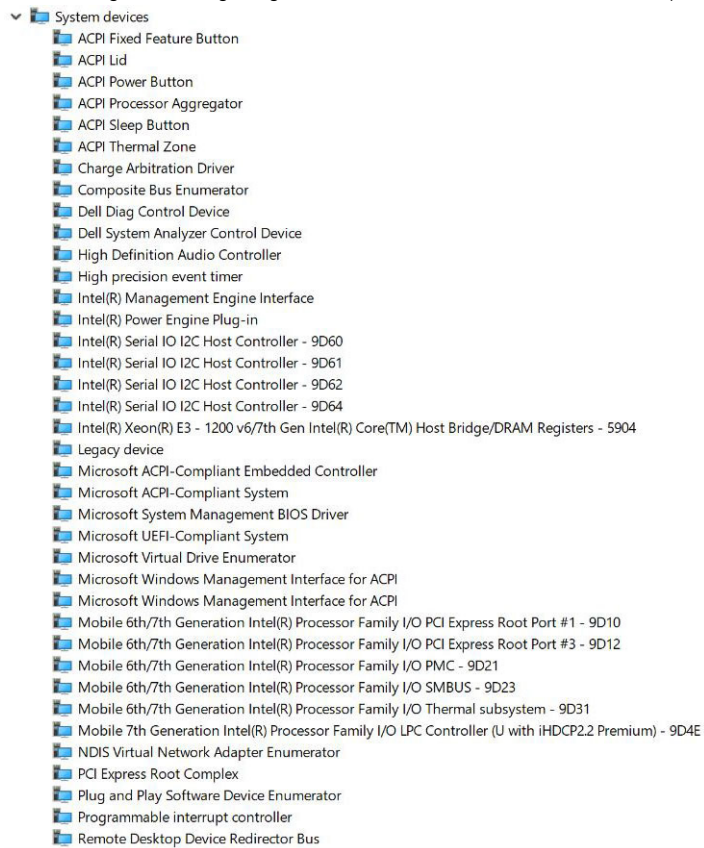 System devices
ACPI Fixed Feature Button
ACPI Lid
ACPI Power Button
ACPI Processor Aggregator
ACPI Sleep Button
ACPI Thermal Zone
Charge Arbitration Driver
Composite Bus Enumerator
Dell Diag Control Device
Dell System Analyzer Control Device
High Definition Audio Controller
High precision event timer
Intel(R) Management Engine Interface
Intel(R) Power Engine Plug-in
Intel(R) Serial IO I2C Host Controller - 9D60
Intel(R) Serial IO I2C Host Controller - 9D61
Intel(R) Serial IO I2C Host Controller - 9D62
Intel(R) Serial IO I2C Host Controller - 9D64
Intel(R) Xeon(R) E3 - 1200 v6/7th Gen Intel(R) Core(TM) Host Bridge/DRAM Registers - 5904
Legacy device
Microsoft ACPI-Compliant Embedded Controller
Microsoft ACPI-Compliant System
Microsoft System Management BIOS Driver
Microsoft UEFI-Compliant System
Microsoft Virtual Drive Enumerator
Microsoft Windows Management Interface for ACPI
Microsoft Windows Management Interface for ACPI
Mobile 6th/7th Generation Intel(R) Processor Family I/O PCI Express Root Port #1 - 9D10
Mobile 6th/7th Generation Intel(R) Processor Family I/O PCI Express Root Port #3 - 9D12
Mobile 6th/7th Generation Intel(R) Processor Family I/O PMC - 9D21
Mobile 6th/7th Generation Intel(R) Processor Family I/O SMBUS - 9D23
Mobile 6th/7th Generation Intel(R) Processor Family I/O Thermal subsystem - 9D31
Mobile 7th Generation Intel(R) Processor Family I/O LPC Controller (U with iHDCP2.2 Premium) - 9D4E
NDIS Virtual Network Adapter Enumerator
PCI Express Root Complex
Plug and Play Software Device Enumerator
Programmable interrupt controller
Remote Desktop Device Redirector Bus